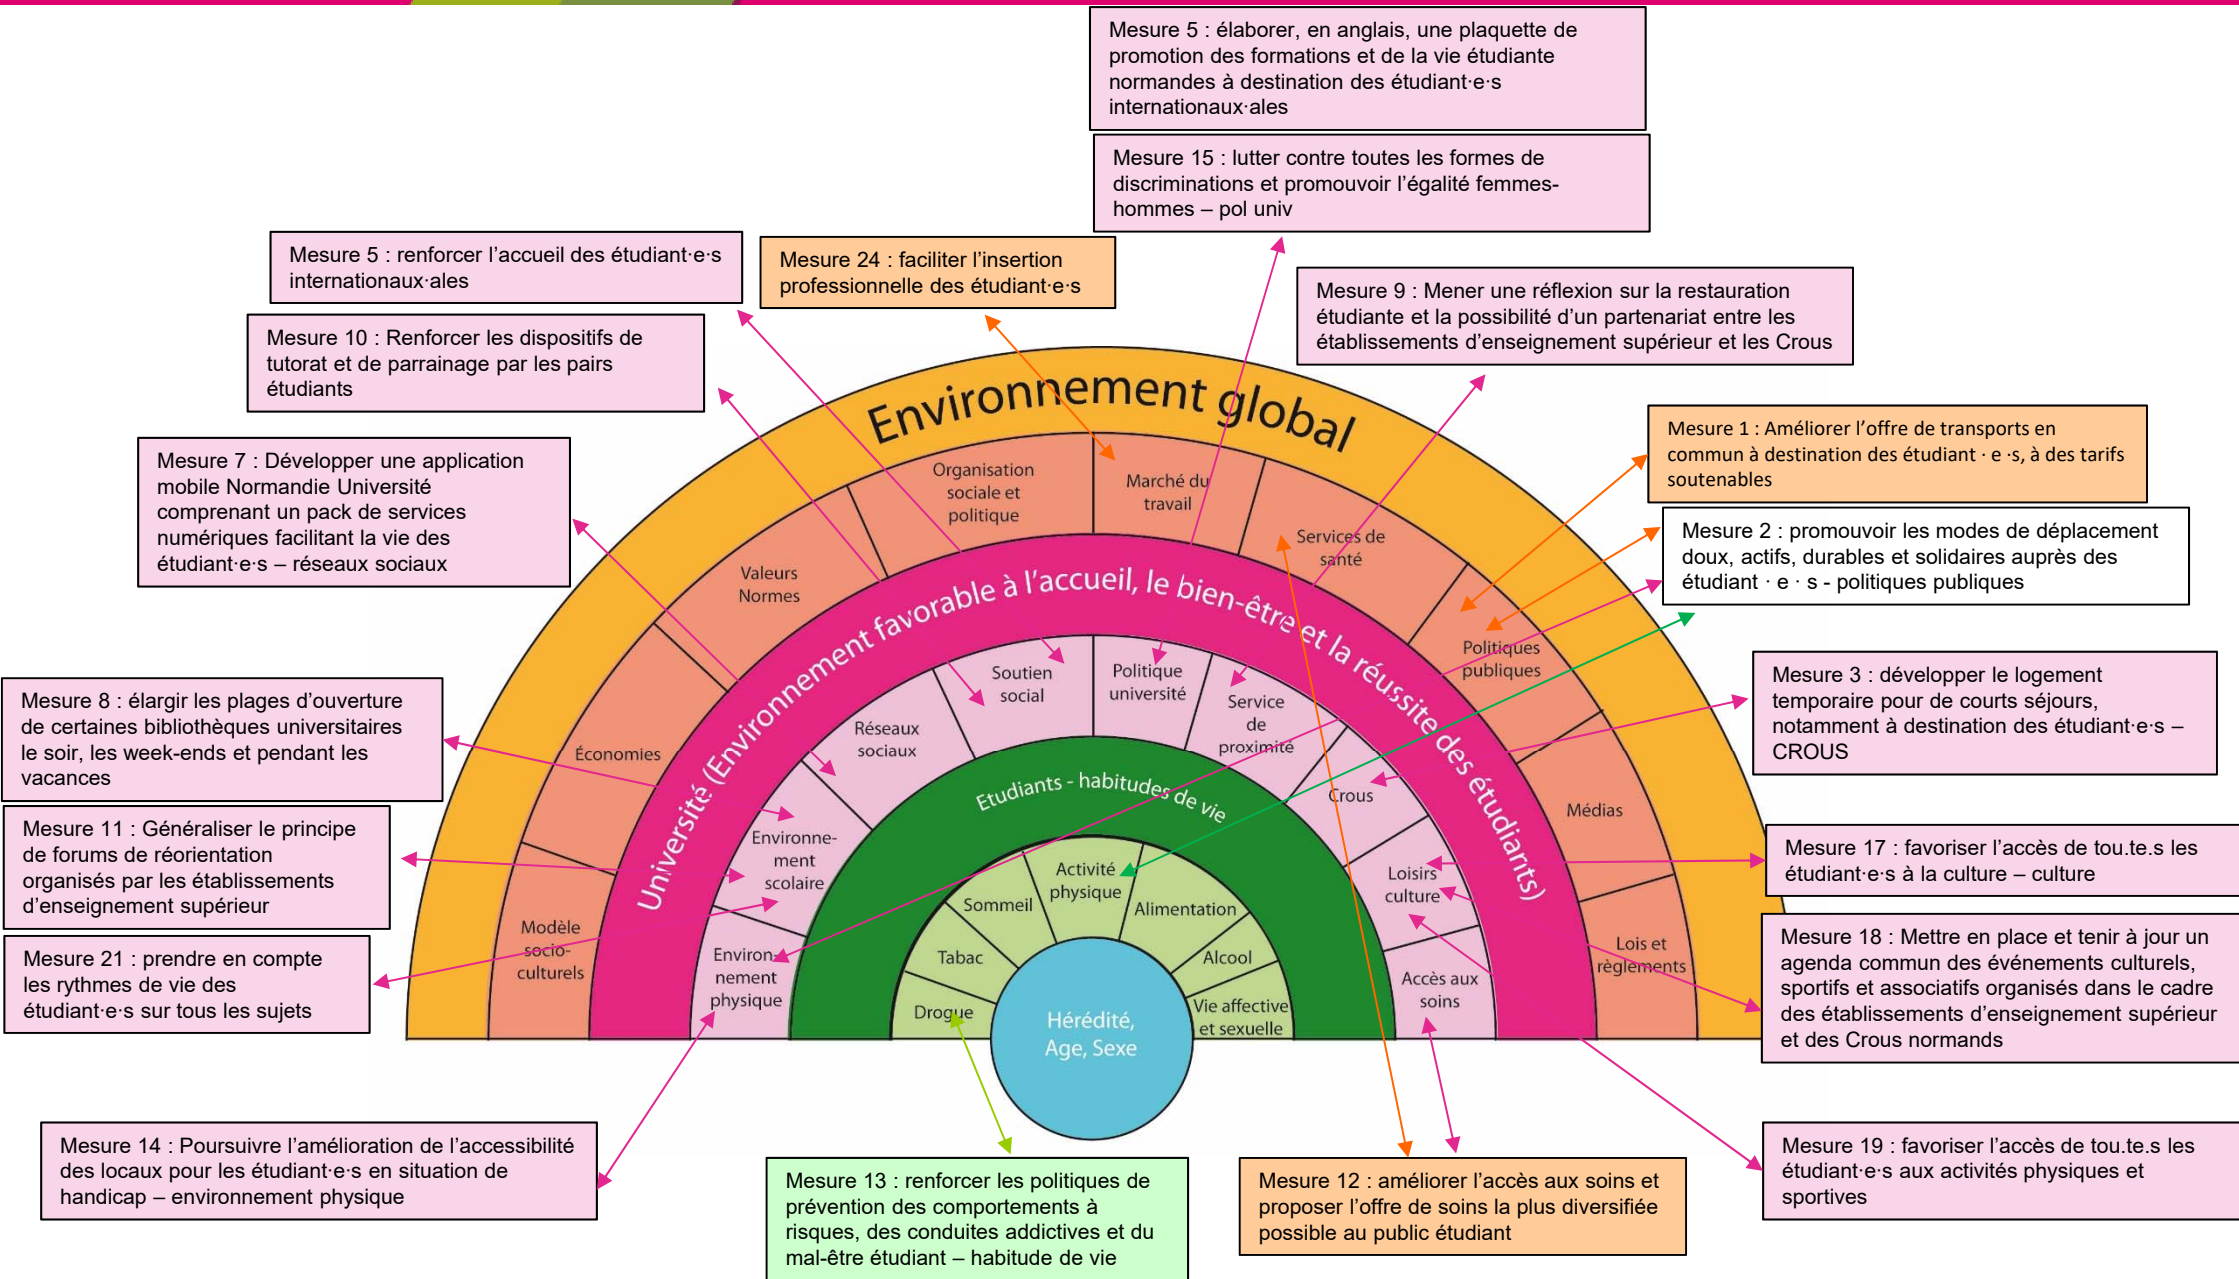 Mesure 5 : élaborer, en anglais, une plaquette de
promotion des formations et de la vie étudiante
normandes à destination des étudiant·e·s
internationaux·ales
Mesure 15 : lutter contre toutes les formes de
discriminations et promouvoir l'égalité femmes-
hommes – pol univ
Mesure 5 : renforcer l'accueil des étudiant·e·s
internationaux·ales
Mesure 24 : faciliter l'insertion
professionnelle des étudiant·e·s
Mesure 9 : Mener une réflexion sur la restauration
étudiante et la possibilité d'un partenariat entre les
établissements d'enseignement supérieur et les Crous
Mesure 10 : Renforcer les dispositifs de
tutorat et de parrainage par les pairs
étudiants
Mesure 1 : Améliorer l'offre de transports en
commun à destination des étudiant · e ·s, à des tarifs
soutenables
Mesure 7 : Développer une application
mobile Normandie Université
comprenant un pack de services
numériques facilitant la vie des
étudiant·e·s – réseaux sociaux
Mesure 2 : promouvoir les modes de déplacement
doux, actifs, durables et solidaires auprès des
étudiant · e · s - politiques publiques
Mesure 8 : élargir les plages d'ouverture
de certaines bibliothèques universitaires
le soir, les week-ends et pendant les
vacances
Mesure 3 : développer le logement
temporaire pour de courts séjours,
notamment à destination des étudiant·e·s –
CROUS
Mesure 11 : Généraliser le principe
de forums de réorientation
organisés par les établissements
d'enseignement supérieur
Mesure 17 : favoriser l'accès de tou.te.s les
étudiant·e·s à la culture – culture
Mesure 21 : prendre en compte
les rythmes de vie des
étudiant·e·s sur tous les sujets
Mesure 18 : Mettre en place et tenir à jour un
agenda commun des événements culturels,
sportifs et associatifs organisés dans le cadre
des établissements d'enseignement supérieur
et des Crous normands
Mesure 14 : Poursuivre l'amélioration de l'accessibilité
des locaux pour les étudiant·e·s en situation de
handicap – environnement physique
Mesure 13 : renforcer les politiques de
prévention des comportements à
risques, des conduites addictives et du
mal-être étudiant – habitude de vie
Mesure 12 : améliorer l'accès aux soins et
proposer l'offre de soins la plus diversifiée
possible au public étudiant
Mesure 19 : favoriser l'accès de tou.te.s les
étudiant·e·s aux activités physiques et
sportives
Environnement global
Modèle
socio-
culturels
Économies
Valeurs
Normes
Organisation
sociale et
politique
Marché du
travail
Services de
santé
Politiques
publiques
Médias
Lois et
règlements
Université (Environnement favorable à l'accueil, le bien-être et la réussite des étudiants)
Environ-
nement
physique
Environne-
ment
scolaire
Réseaux
sociaux
Soutien
social
Politique
université
Service
de
proximité
Crous
Loisirs
culture
Accès aux
soins
Etudiants - habitudes de vie
Drogue
Tabac
Sommeil
Activité
physique
Alimentation
Alcool
Vie affective
et sexuelle
Hérédité,
Age, Sexe